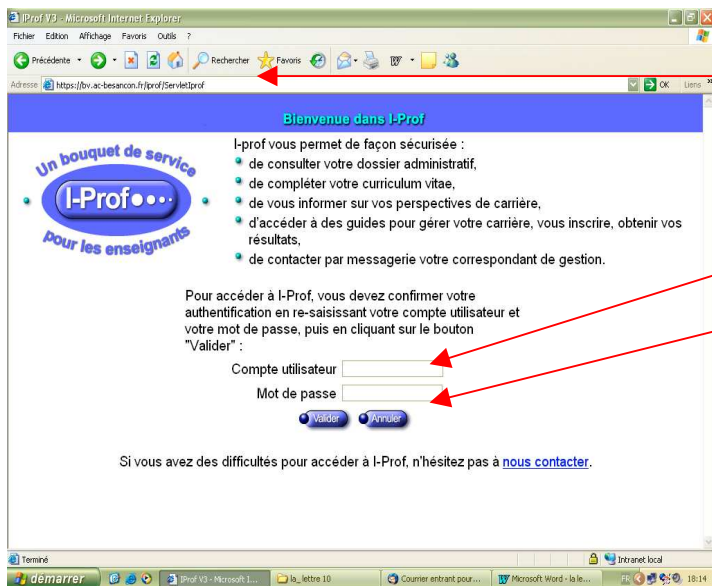 IProf V3 - Microsoft Internet Explorer
Fichier Edition Affichage Favoris Outils ?
Précédente Rechercher Favoris
Adresse https://bv.ac-besancon.fr/iprof/ServletIprof OK Liens »
Bienvenue dans I-Prof
Un bouquet de service
I-Prof
pour les enseignants
I-prof vous permet de façon sécurisée :
de consulter votre dossier administratif,
de compléter votre curriculum vitae,
de vous informer sur vos perspectives de carrière,
d'accéder à des guides pour gérer votre carrière, vous inscrire, obtenir vos
résultats,
de contacter par messagerie votre correspondant de gestion.
Pour accéder à I-Prof, vous devez confirmer votre
authentification en re-saisissant votre compte utilisateur et
votre mot de passe, puis en cliquant sur le bouton
"Valider" :
Compte utilisateur
Mot de passe
Valider Annuler
Si vous avez des difficultés pour accéder à I-Prof, n'hésitez pas à nous contacter.
Terminé Intranet local
démarrer IProf V3 - Microsoft I... la_lettre 10 Courrier entrant pour... Microsoft Word - la le... FR 18:14